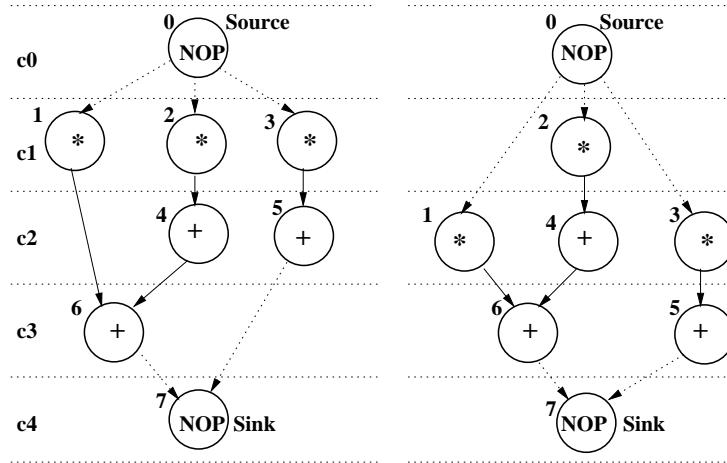 0 Source 0 Source
c0 NOP NOP
1 2 3 2
c1 * * * *
4 5 1 4 3
c2 + + * + *
6 6 5
c3 + + +
7 7
c4 NOP Sink NOP Sink